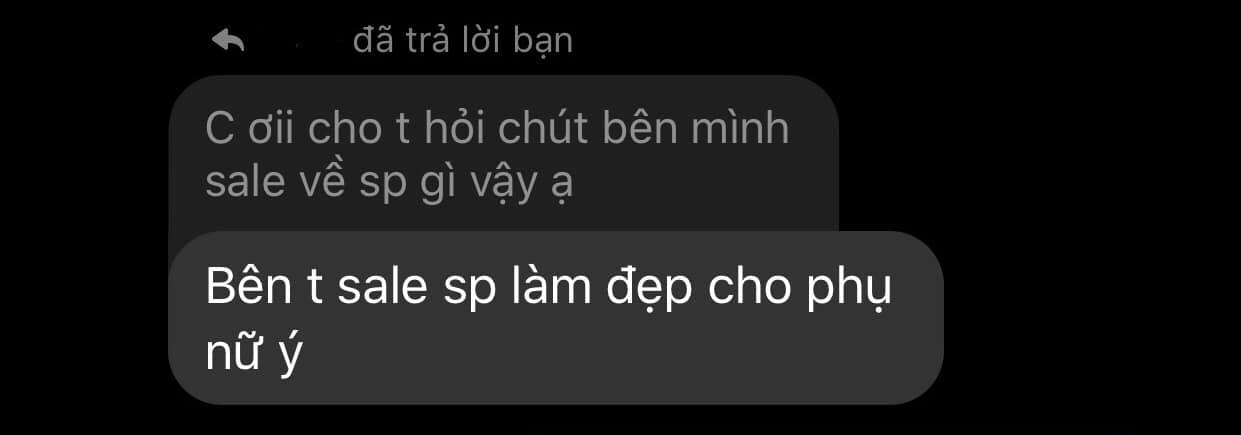 đã trả lời bạn
C ơii cho t hỏi chút bên mình
sale về sp gì vậy ạ
Bên t sale sp làm đẹp cho phụ
nữ ý